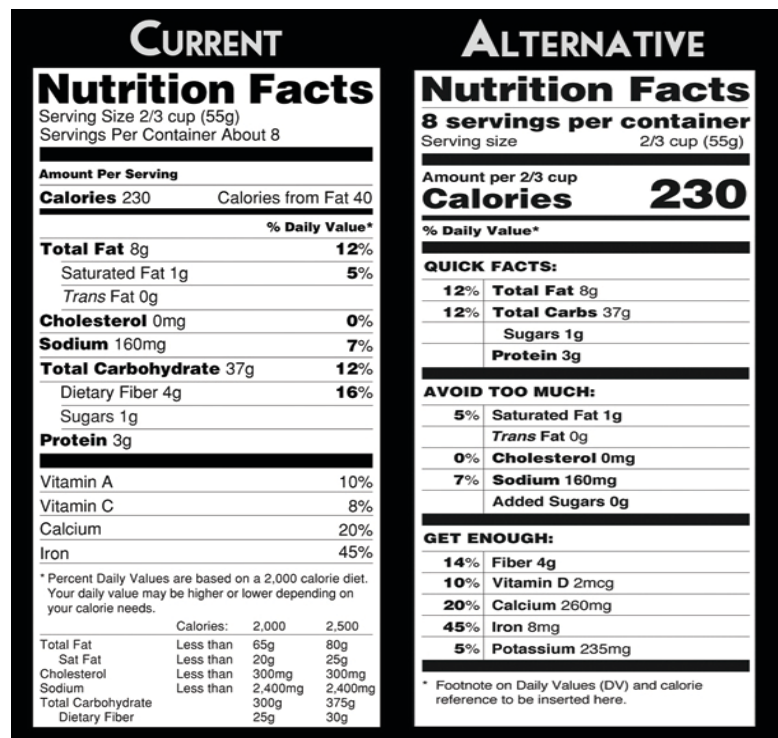 CURRENT
Nutrition Facts
Serving Size 2/3 cup (55g)
Servings Per Container About 8
Amount Per Serving
Calories 230 Calories from Fat 40
% Daily Value*
Total Fat 8g 12%
Saturated Fat 1g 5%
Trans Fat 0g
Cholesterol 0mg 0%
Sodium 160mg 7%
Total Carbohydrate 37g 12%
Dietary Fiber 4g 16%
Sugars 1g
Protein 3g
Vitamin A 10%
Vitamin C 8%
Calcium 20%
Iron 45%
* Percent Daily Values are based on a 2,000 calorie diet.
Your daily value may be higher or lower depending on
your calorie needs.
Calories: 2,000 2,500
Total Fat Less than 65g 80g
Sat Fat Less than 20g 25g
Cholesterol Less than 300mg 300mg
Sodium Less than 2,400mg 2,400mg
Total Carbohydrate 300g 375g
Dietary Fiber 25g 30g
ALTERNATIVE
Nutrition Facts
8 servings per container
Serving size 2/3 cup (55g)
Amount per 2/3 cup
Calories 230
% Daily Value*
QUICK FACTS:
12% Total Fat 8g
12% Total Carbs 37g
Sugars 1g
Protein 3g
AVOID TOO MUCH:
5% Saturated Fat 1g
Trans Fat 0g
0% Cholesterol 0mg
7% Sodium 160mg
Added Sugars 0g
GET ENOUGH:
14% Fiber 4g
10% Vitamin D 2mcg
20% Calcium 260mg
45% Iron 8mg
5% Potassium 235mg
* Footnote on Daily Values (DV) and calorie
reference to be inserted here.